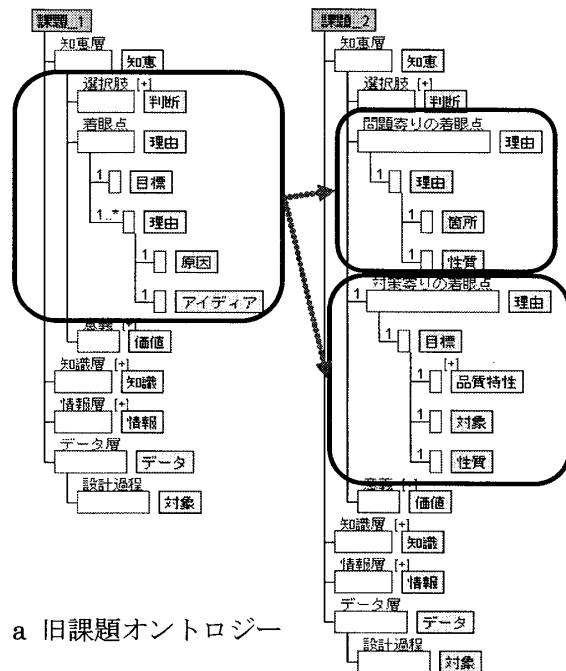 課題_1
知恵層
知恵
選択肢 [+]
判断
着眼点
理由
1 目標
1..* 理由
1 原因
1 アイディア
意義 [+]
価値
知識層 [+]
知識
情報層 [+]
情報
データ層
データ
設計過程
対象
a 旧課題オントロジー
課題_2
知恵層
知恵
選択肢 [+]
判断
問題寄りの着眼点
理由
1 理由
1 箇所
1 性質
対策寄りの着眼点
1 理由
1 目標
[+] 品質特性
1 対象
1 性質
意義
価値
知識層 [+]
知識
情報層 [+]
情報
データ層
データ
設計過程
対象